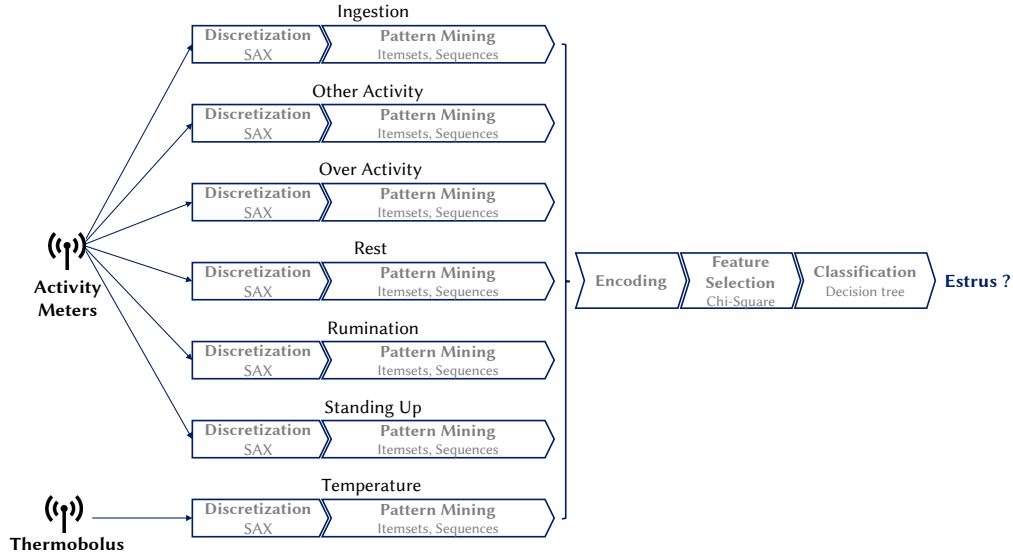 Ingestion
Discretization
SAX
Pattern Mining
Itemsets, Sequences
Other Activity
Discretization
SAX
Pattern Mining
Itemsets, Sequences
Over Activity
Discretization
SAX
Pattern Mining
Itemsets, Sequences
Activity
Meters
Rest
Discretization
SAX
Pattern Mining
Itemsets, Sequences
Rumination
Discretization
SAX
Pattern Mining
Itemsets, Sequences
Standing Up
Discretization
SAX
Pattern Mining
Itemsets, Sequences
Thermobolus
Temperature
Discretization
SAX
Pattern Mining
Itemsets, Sequences
Encoding
Feature
Selection
Chi-Square
Classification
Decision tree
Estrus ?